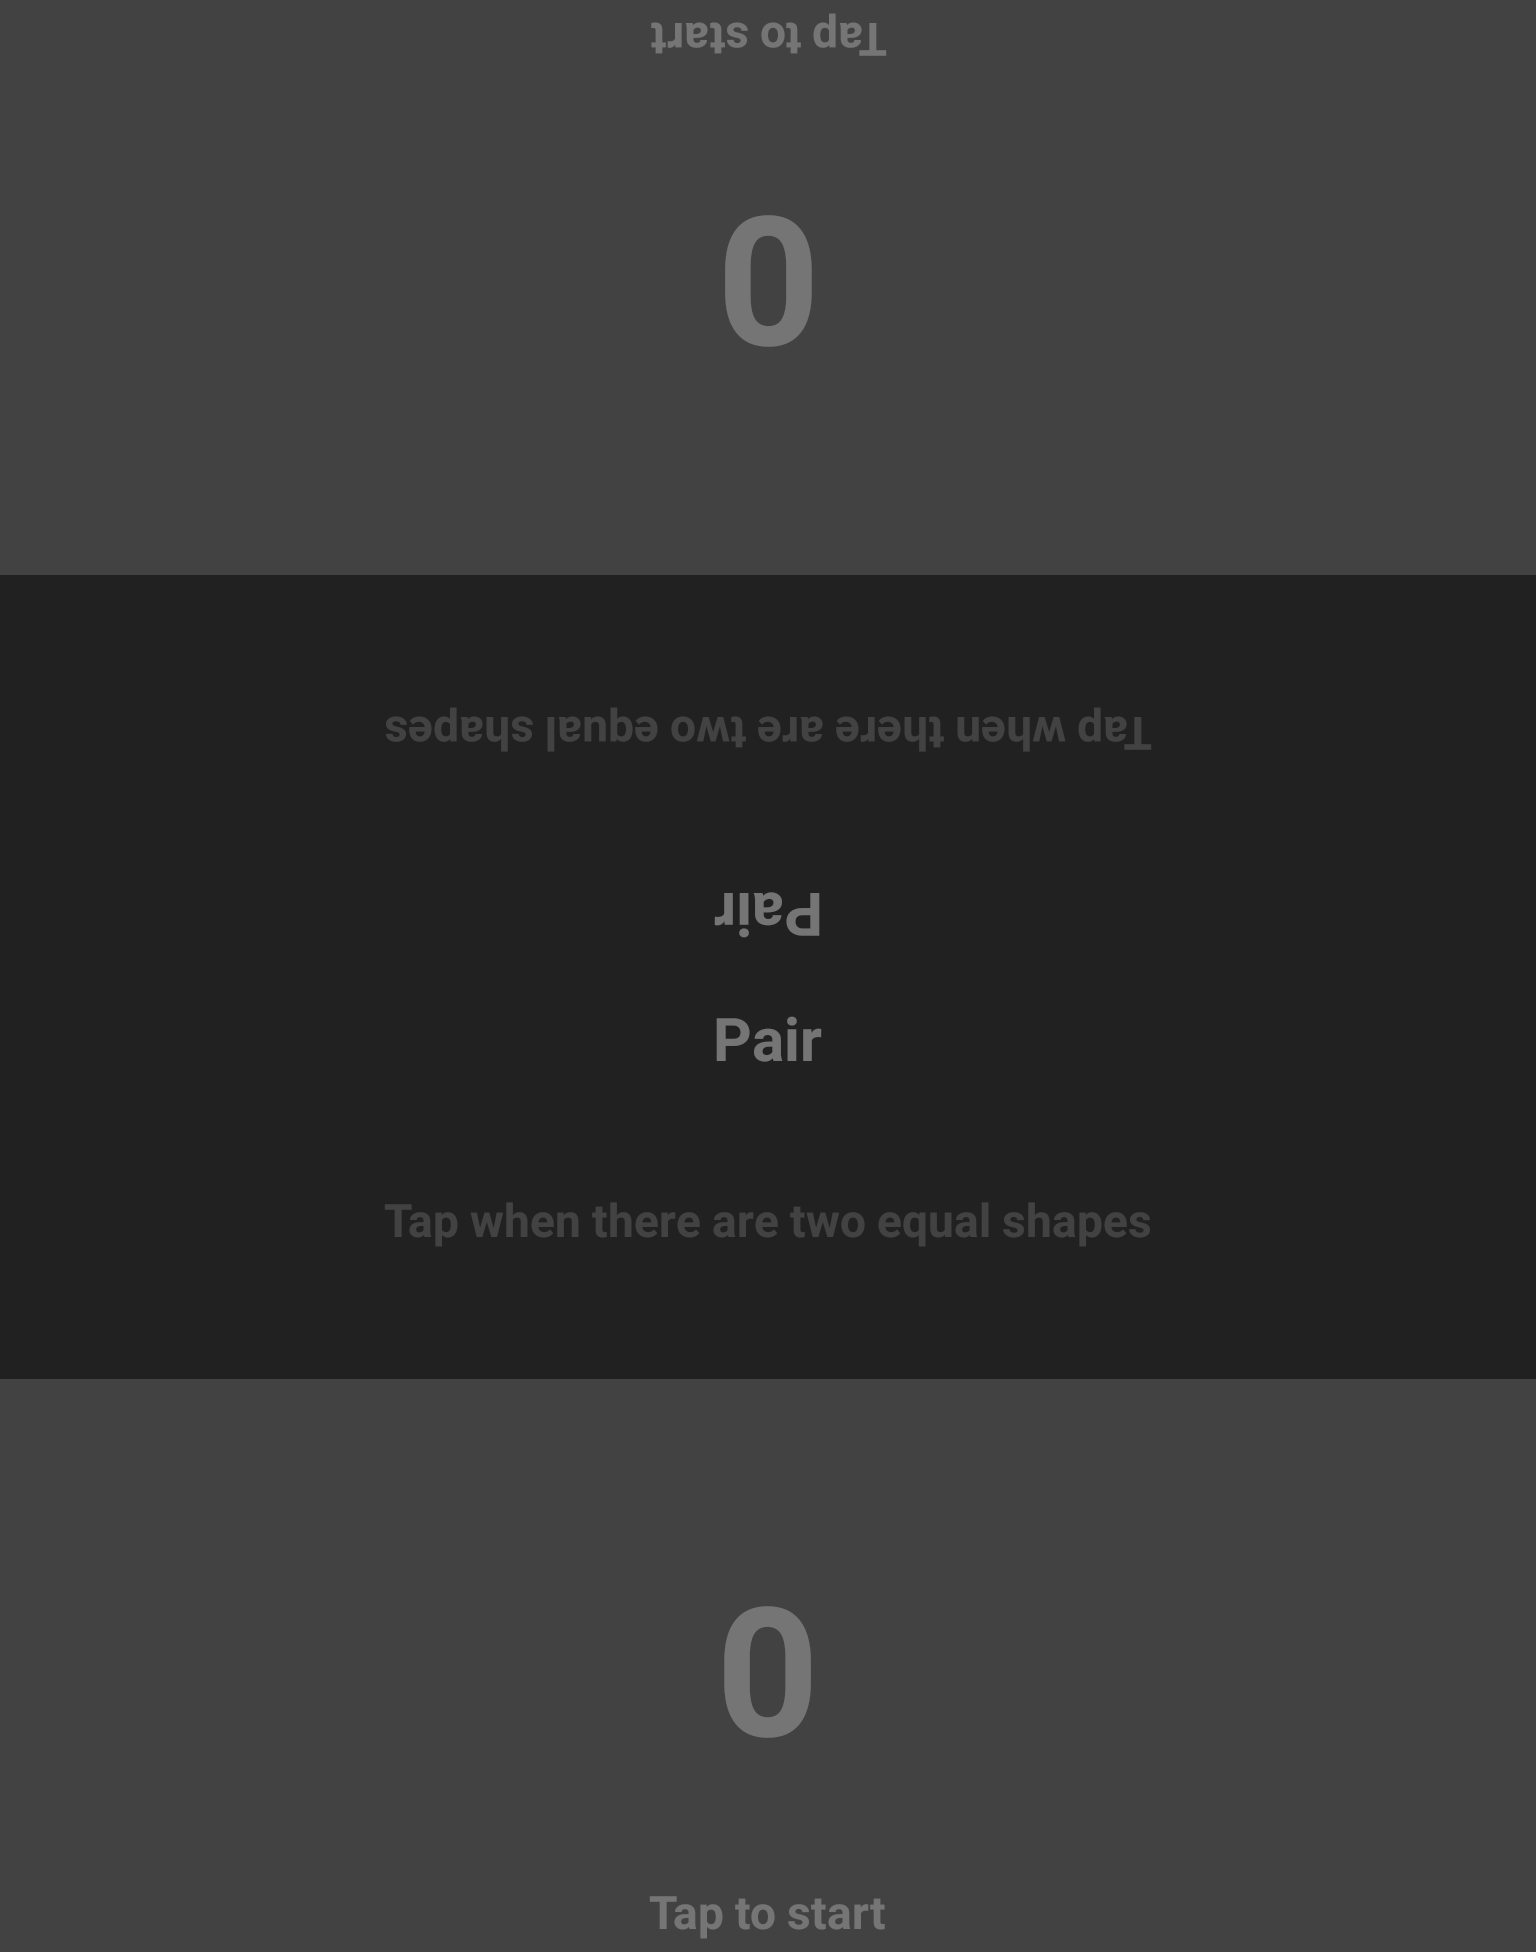 Tap to start
0
Tap when there are two equal shapes
Pair
Pair
Tap when there are two equal shapes
0
Tap to start